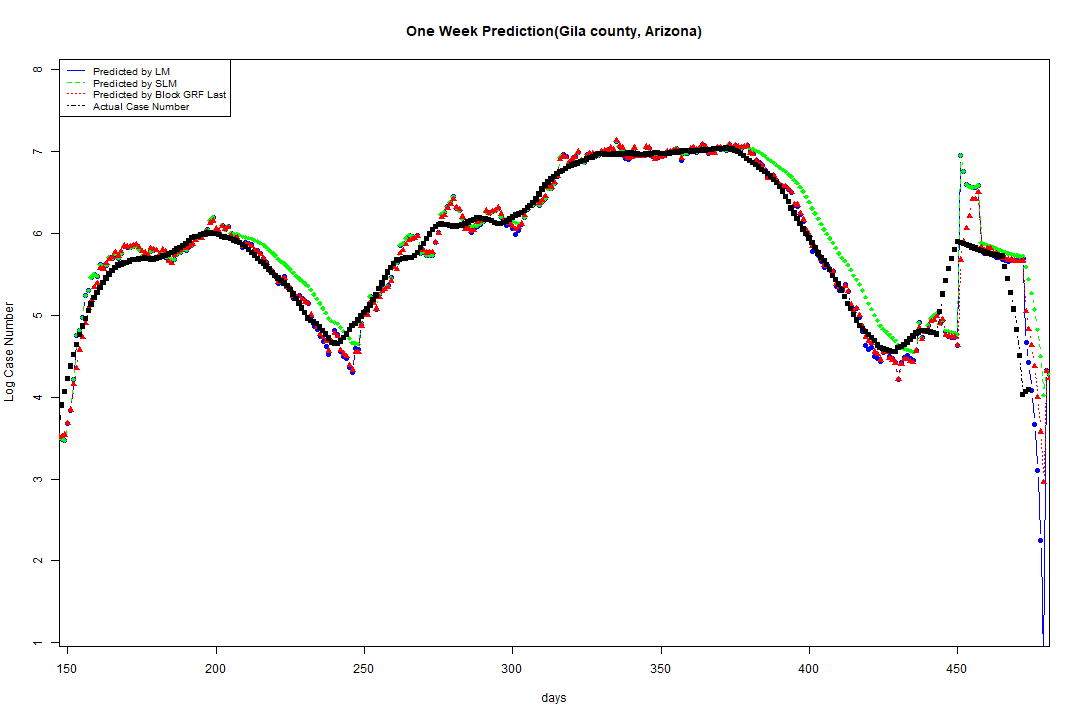 One Week Prediction(Gila county, Arizona)
Predicted by LM
Predicted by SLM
Predicted by Block GRF Last
Actual Case Number
8
7
6
5
4
3
2
1
Log Case Number
150 200 250 300 350 400 450
days